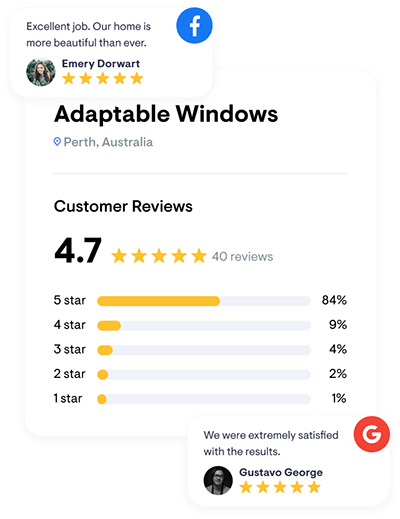 Excellent job. Our home is
more beautiful than ever.
Emery Dorwart
Adaptable Windows
Perth, Australia
Customer Reviews
4.7 40 reviews
5 star 84%
4 star 9%
3 star 4%
2 star 2%
1 star 1%
We were extremely satisfied
with the results.
Gustavo George